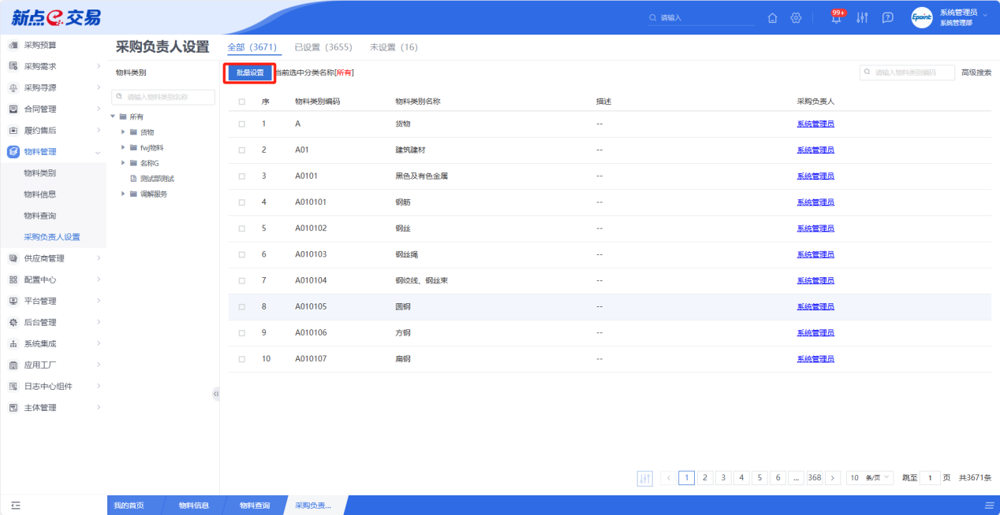 新点e交易
请输入
99+
Epoint
系统管理员
系统管理部
采购预算
采购需求
采购寻源
合同管理
履约售后
物料管理
物料类别
物料信息
物料查询
采购负责人设置
供应商管理
配置中心
平台管理
后台管理
系统集成
应用工厂
日志中心组件
主体管理
采购负责人设置
物料类别
请输入物料类别名称
所有
货物
fwj物料
名称G
测试部测试
调解服务
全部（3671） 已设置（3655） 未设置（16）
批量设置 当前选中分类名称[所有]
请输入物料类别编码 高级搜索
序 物料类别编码 物料类别名称 描述 采购负责人
1 A 货物 -- 系统管理员
2 A01 建筑建材 -- 系统管理员
3 A0101 黑色及有色金属 -- 系统管理员
4 A010101 钢筋 -- 系统管理员
5 A010102 钢丝 -- 系统管理员
6 A010103 钢丝绳 -- 系统管理员
7 A010104 钢绞线、钢丝束 -- 系统管理员
8 A010105 圆钢 -- 系统管理员
9 A010106 方钢 -- 系统管理员
10 A010107 扁钢 -- 系统管理员
1 2 3 4 5 6 ... 368 10 条/页 跳至 1 页 共3671条
我的首页 物料信息 物料查询 采购负责...